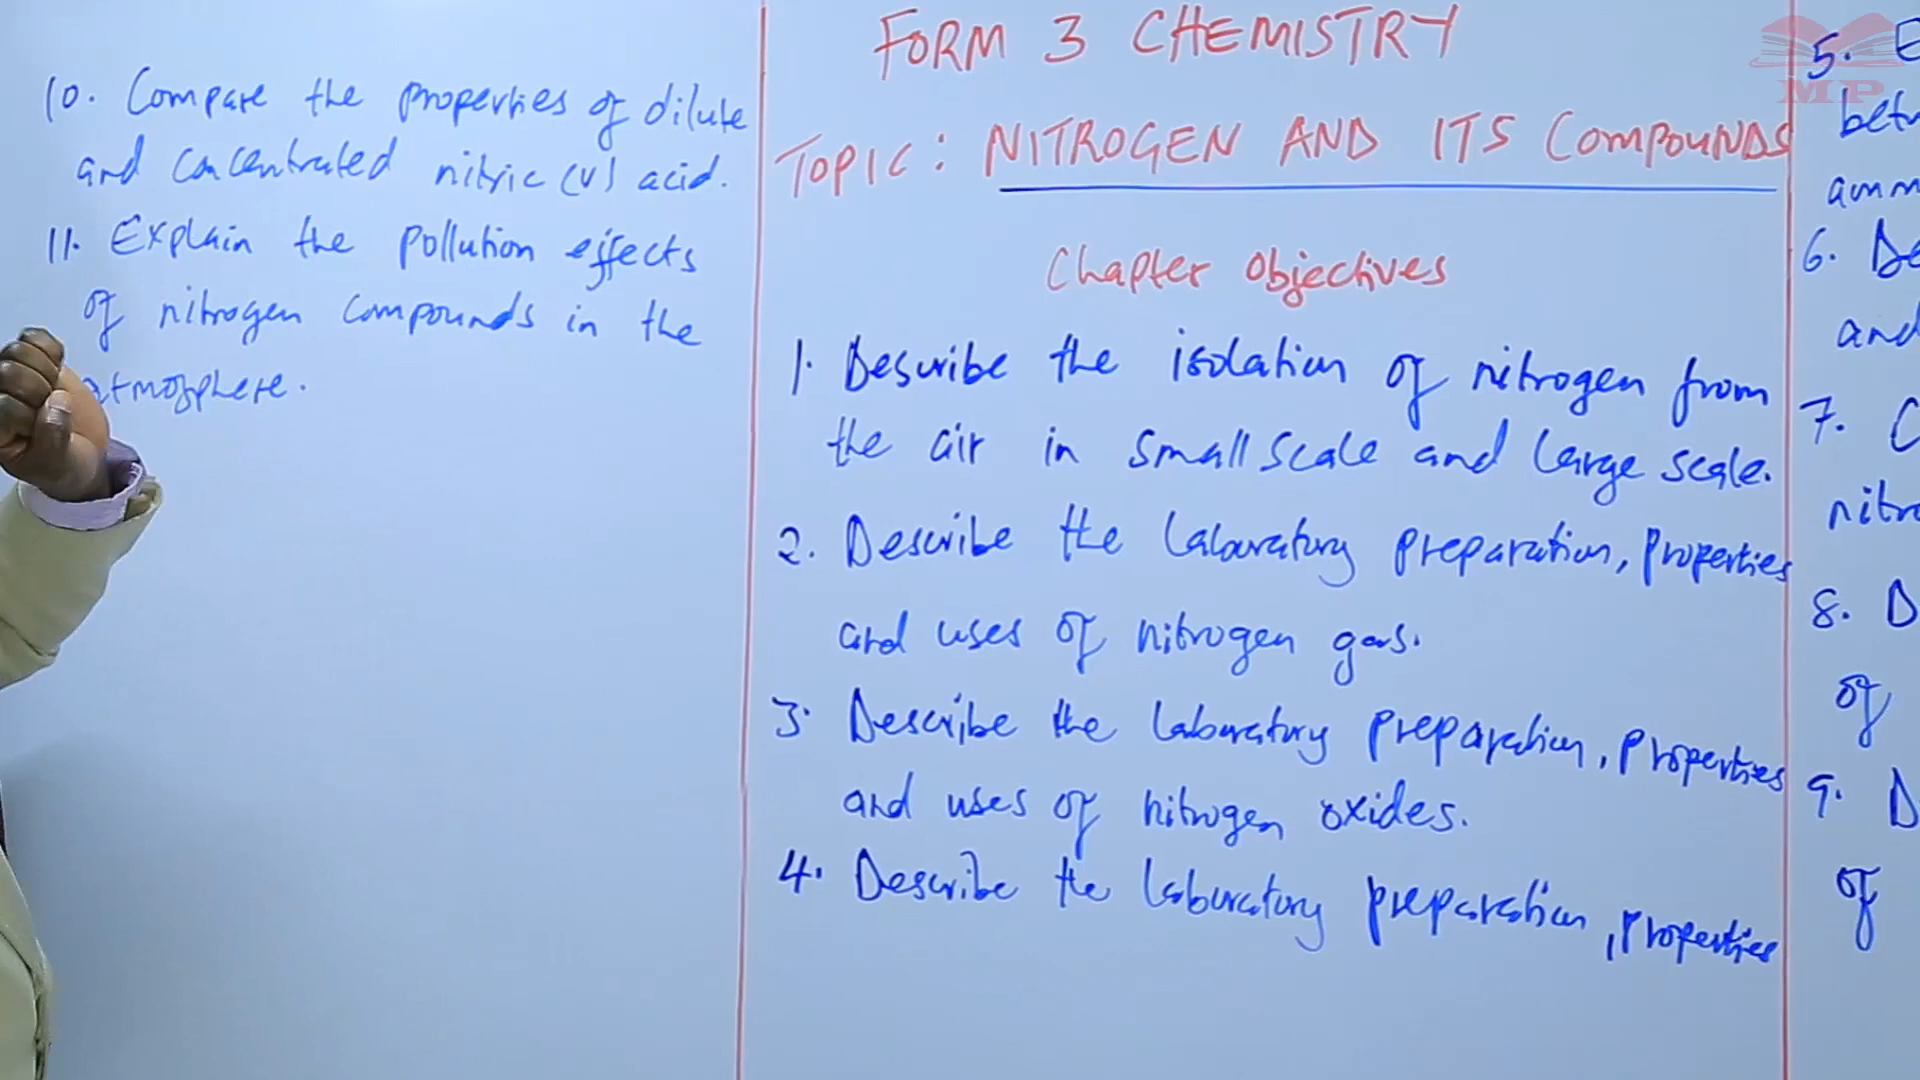 10. Compare the properties of dilute
and concentrated nitric (V) acid.
11. Explain the pollution effects
of nitrogen compounds in the
atmosphere.
FORM 3 CHEMISTRY
TOPIC: NITROGEN AND ITS COMPOUNDS
Chapter Objectives
1. Describe the isolation of nitrogen from
the air in small scale and large scale.
2. Describe the laboratory preparation, properties
and uses of nitrogen gas.
3. Describe the laboratory preparation, properties
and uses of nitrogen oxides.
4. Describe the laboratory preparation, properties
5. E
betw
amm
6. De
and
7. C
nitro
8. D
of
9. D
of
MP